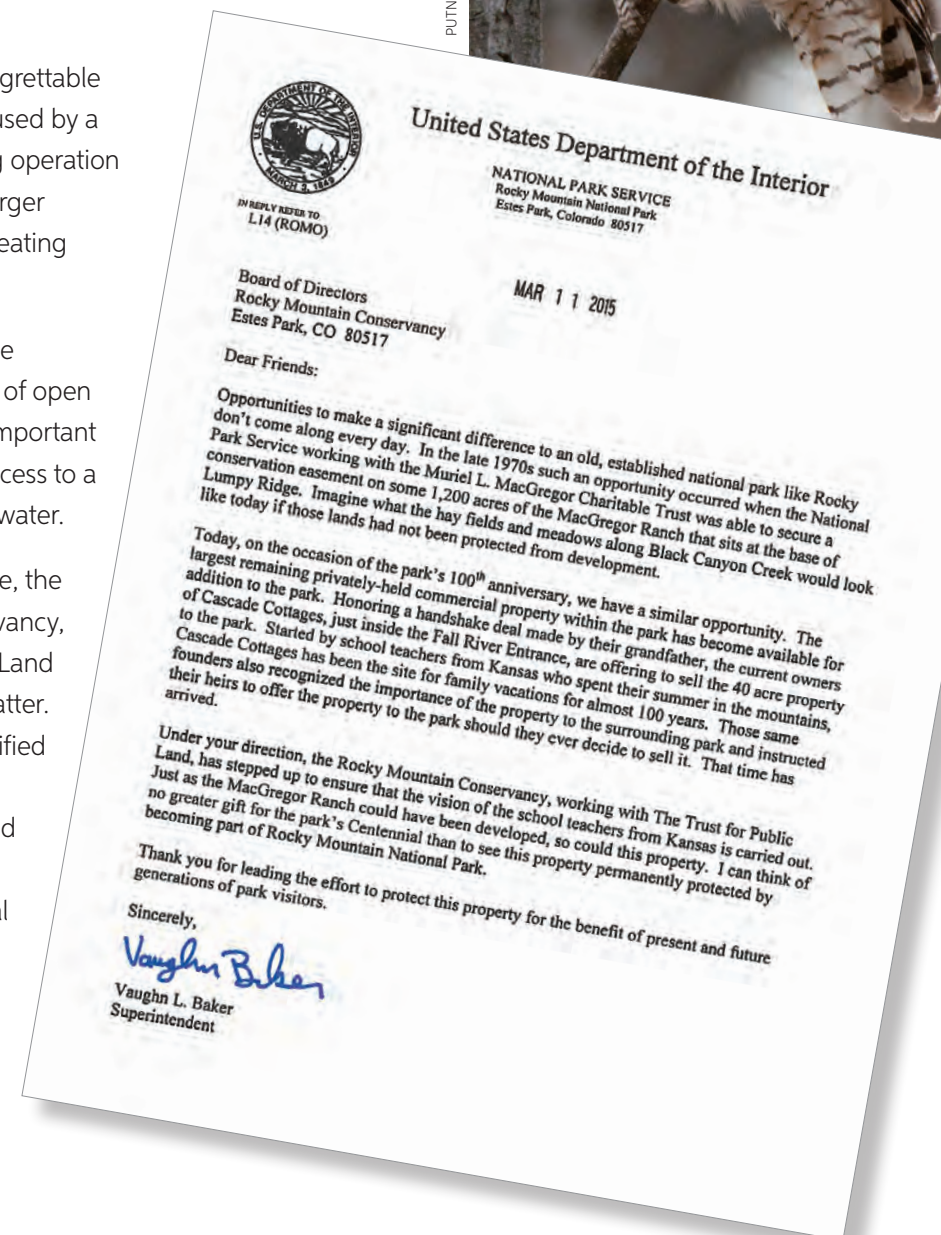 PUTN
grettable
used by a
g operation
rger
eating
e
of open
mportant
cess to a
water.
e, the
vancy,
Land
atter.
ified
d
l
U.S. DEPARTMENT OF THE INTERIOR
MARCH 3, 1849
IN REPLY REFER TO
L14 (ROMO)
United States Department of the Interior
NATIONAL PARK SERVICE
Rocky Mountain National Park
Estes Park, Colorado 80517
MAR 1 1 2015
Board of Directors
Rocky Mountain Conservancy
Estes Park, CO 80517
Dear Friends:
Opportunities to make a significant difference to an old, established national park like Rocky
don't come along every day. In the late 1970s such an opportunity occurred when the National
Park Service working with the Muriel L. MacGregor Charitable Trust was able to secure a
conservation easement on some 1,200 acres of the MacGregor Ranch that sits at the base of
Lumpy Ridge. Imagine what the hay fields and meadows along Black Canyon Creek would look
like today if those lands had not been protected from development.
Today, on the occasion of the park's 100th anniversary, we have a similar opportunity. The
largest remaining privately-held commercial property within the park has become available for
addition to the park. Honoring a handshake deal made by their grandfather, the current owners
of Cascade Cottages, just inside the Fall River Entrance, are offering to sell the 40 acre property
to the park. Started by school teachers from Kansas who spent their summer in the mountains,
Cascade Cottages has been the site for family vacations for almost 100 years. Those same
founders also recognized the importance of the property to the surrounding park and instructed
their heirs to offer the property to the park should they ever decide to sell it. That time has
arrived.
Under your direction, the Rocky Mountain Conservancy, working with The Trust for Public
Land, has stepped up to ensure that the vision of the school teachers from Kansas is carried out.
Just as the MacGregor Ranch could have been developed, so could this property. I can think of
no greater gift for the park's Centennial than to see this property permanently protected by
becoming part of Rocky Mountain National Park.
Thank you for leading the effort to protect this property for the benefit of present and future
generations of park visitors.
Sincerely,
Vaughn Baker
Vaughn L. Baker
Superintendent